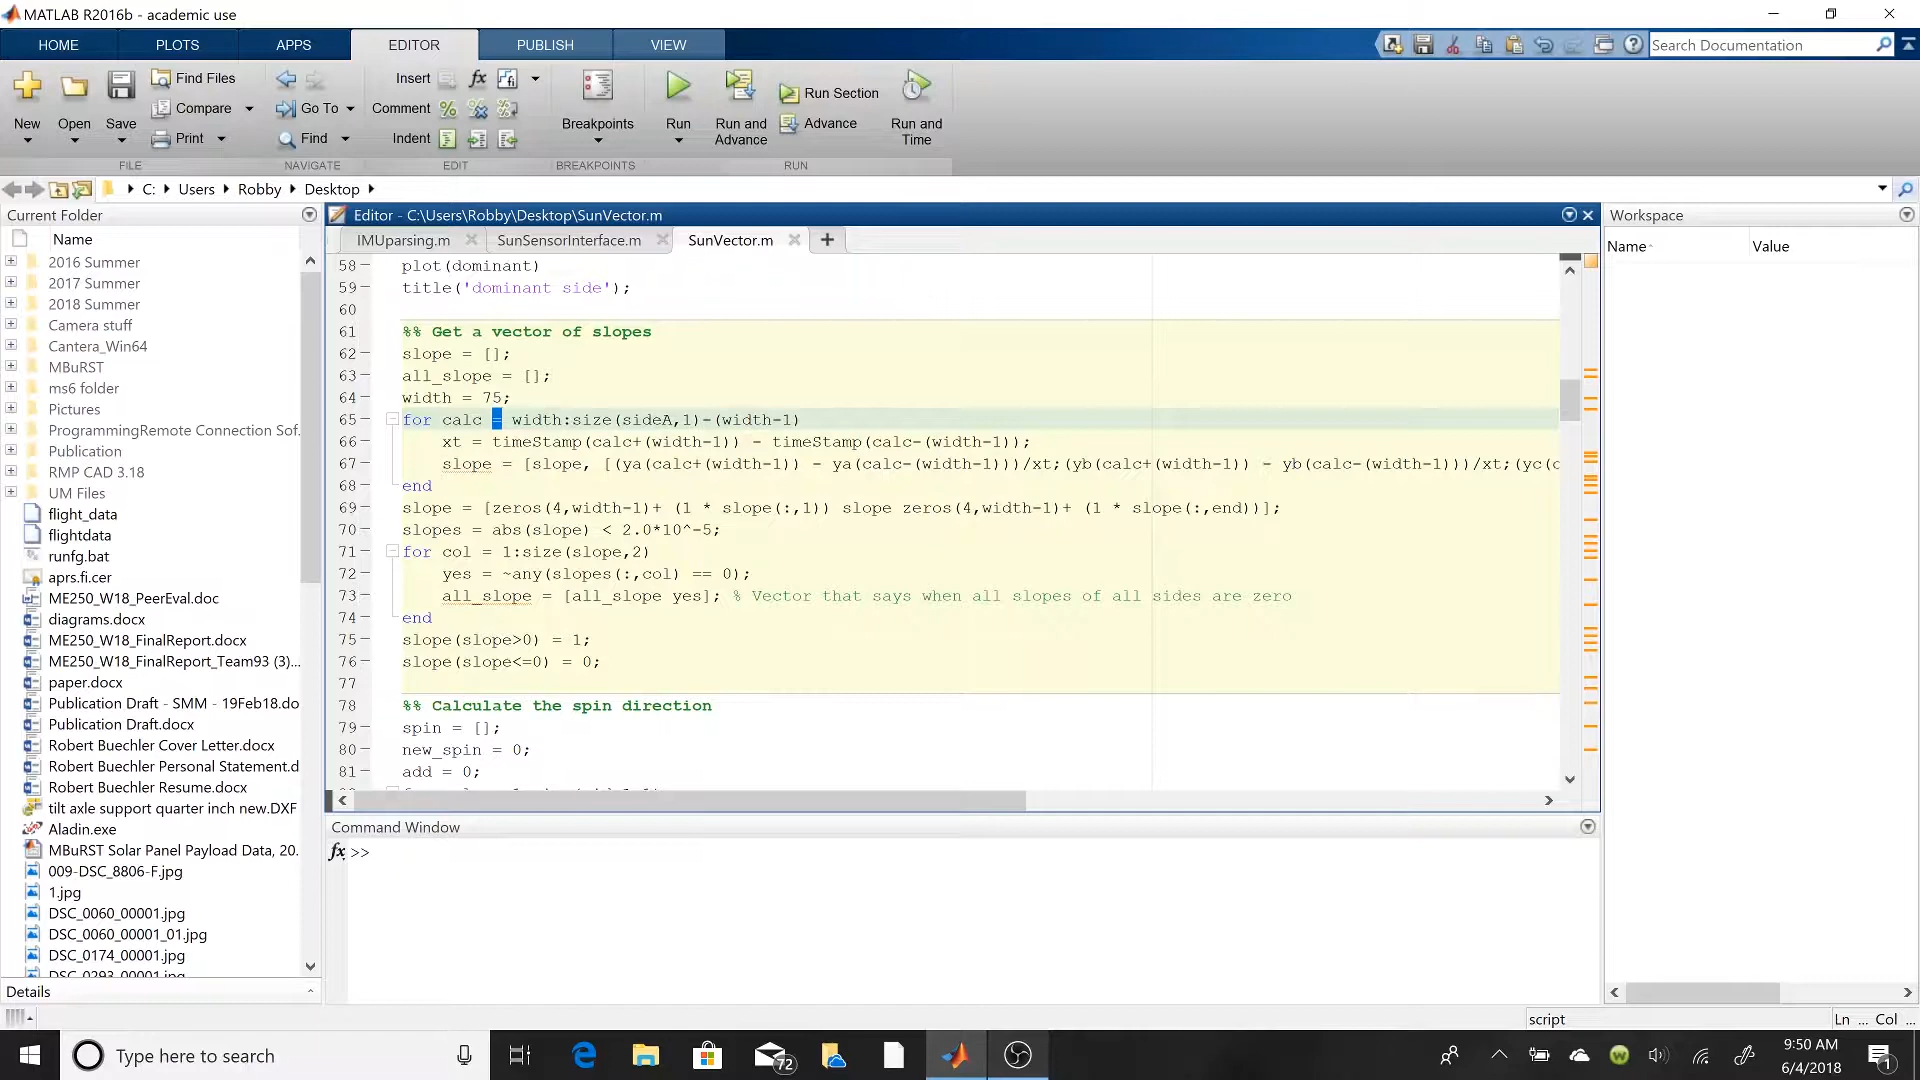 MATLAB R2016b - academic use
HOME PLOTS APPS EDITOR PUBLISH VIEW
Search Documentation
New Open Save
Find Files
Compare
Print
Go To
Find
Insert fx
Comment
Indent
Breakpoints
Run
Run and Advance
Run Section
Advance
Run and Time
FILE NAVIGATE EDIT BREAKPOINTS RUN
C: Users Robby Desktop
Current Folder
Name
2016 Summer
2017 Summer
2018 Summer
Camera stuff
Cantera_Win64
MBuRST
ms6 folder
Pictures
ProgrammingRemote Connection Sof.
Publication
RMP CAD 3.18
UM Files
flight_data
flightdata
runfg.bat
aprs.fi.cer
ME250_W18_PeerEval.doc
diagrams.docx
ME250_W18_FinalReport.docx
ME250_W18_FinalReport_Team93 (3)...
paper.docx
Publication Draft - SMM - 19Feb18.do
Publication Draft.docx
Robert Buechler Cover Letter.docx
Robert Buechler Personal Statement.d
Robert Buechler Resume.docx
tilt axle support quarter inch new.DXF
Aladin.exe
MBuRST Solar Panel Payload Data, 20.
009-DSC_8806-F.jpg
1.jpg
DSC_0060_00001.jpg
DSC_0060_00001_01.jpg
DSC_0174_00001.jpg
DSC_0293_00001.jpg
Details
Editor - C:\Users\Robby\Desktop\SunVector.m
IMUparsing.m SunSensorInterface.m SunVector.m
58 plot(dominant)
59 title('dominant side');
60
61 %% Get a vector of slopes
62 slope = [];
63 all_slope = [];
64 width = 75;
65 for calc = width:size(sideA,1)-(width-1)
66 xt = timeStamp(calc+(width-1)) - timeStamp(calc-(width-1));
67 slope = [slope, [(ya(calc+(width-1)) - ya(calc-(width-1)))/xt;(yb(calc+(width-1)) - yb(calc-(width-1)))/xt;(yc(c
68 end
69 slope = [zeros(4,width-1)+ (1 * slope(:,1)) slope zeros(4,width-1)+ (1 * slope(:,end))];
70 slopes = abs(slope) < 2.0*10^-5;
71 for col = 1:size(slope,2)
72 yes = ~any(slopes(:,col) == 0);
73 all_slope = [all_slope yes]; % Vector that says when all slopes of all sides are zero
74 end
75 slope(slope>0) = 1;
76 slope(slope<=0) = 0;
77
78 %% Calculate the spin direction
79 spin = [];
80 new_spin = 0;
81 add = 0;
Command Window
fx >>
Workspace
Name Value
script
Ln ... Col ...
Type here to search
72
9:50 AM
6/4/2018
1